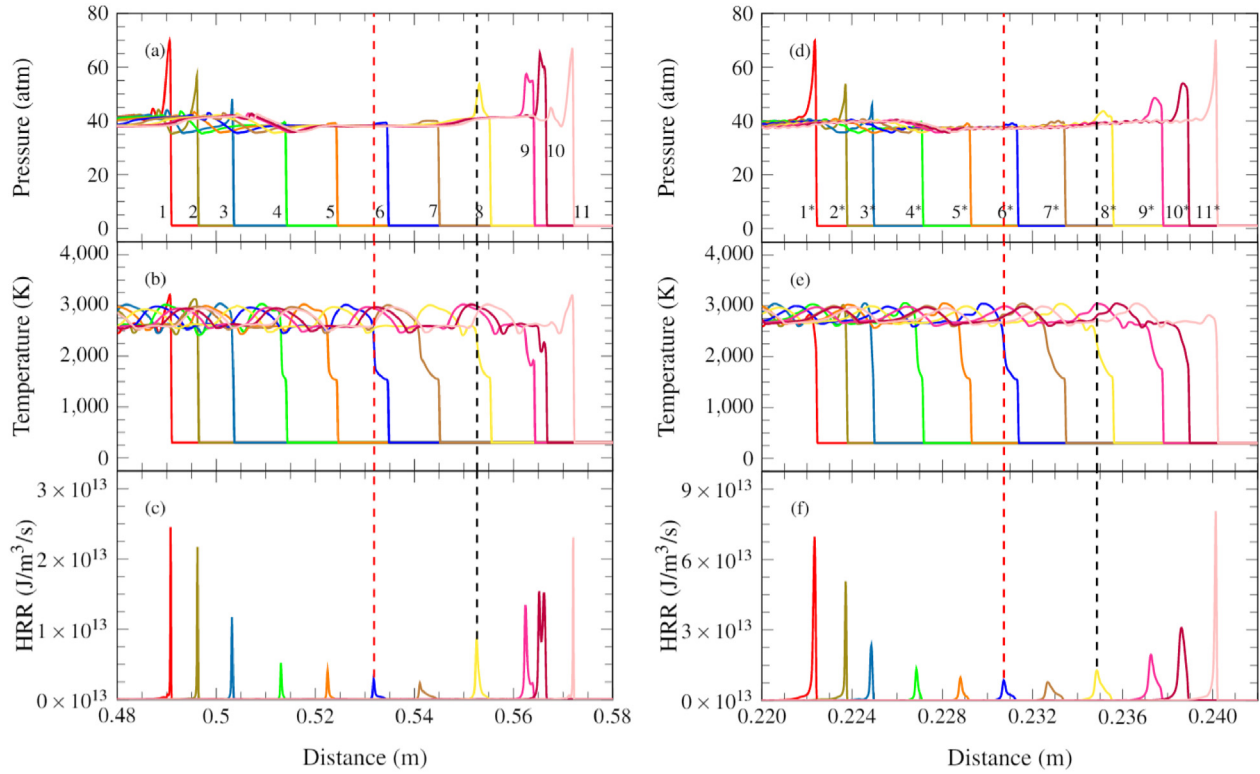 80
60
40
20
0
Pressure (atm)
(a)
1 2 3 4 5 6 7 8 9 10 11
80
60
40
20
0
Pressure (atm)
(d)
1* 2* 3* 4* 5* 6* 7* 8* 9* 10* 11*
4,000
3,000
2,000
1,000
0
Temperature (K)
(b)
4,000
3,000
2,000
1,000
0
Temperature (K)
(e)
3 × 10¹³
2 × 10¹³
1 × 10¹³
0 × 10¹³
HRR (J/m³/s)
(c)
0.48 0.5 0.52 0.54 0.56 0.58
Distance (m)
9 × 10¹³
6 × 10¹³
3 × 10¹³
0 × 10¹³
HRR (J/m³/s)
(f)
0.220 0.224 0.228 0.232 0.236 0.240
Distance (m)